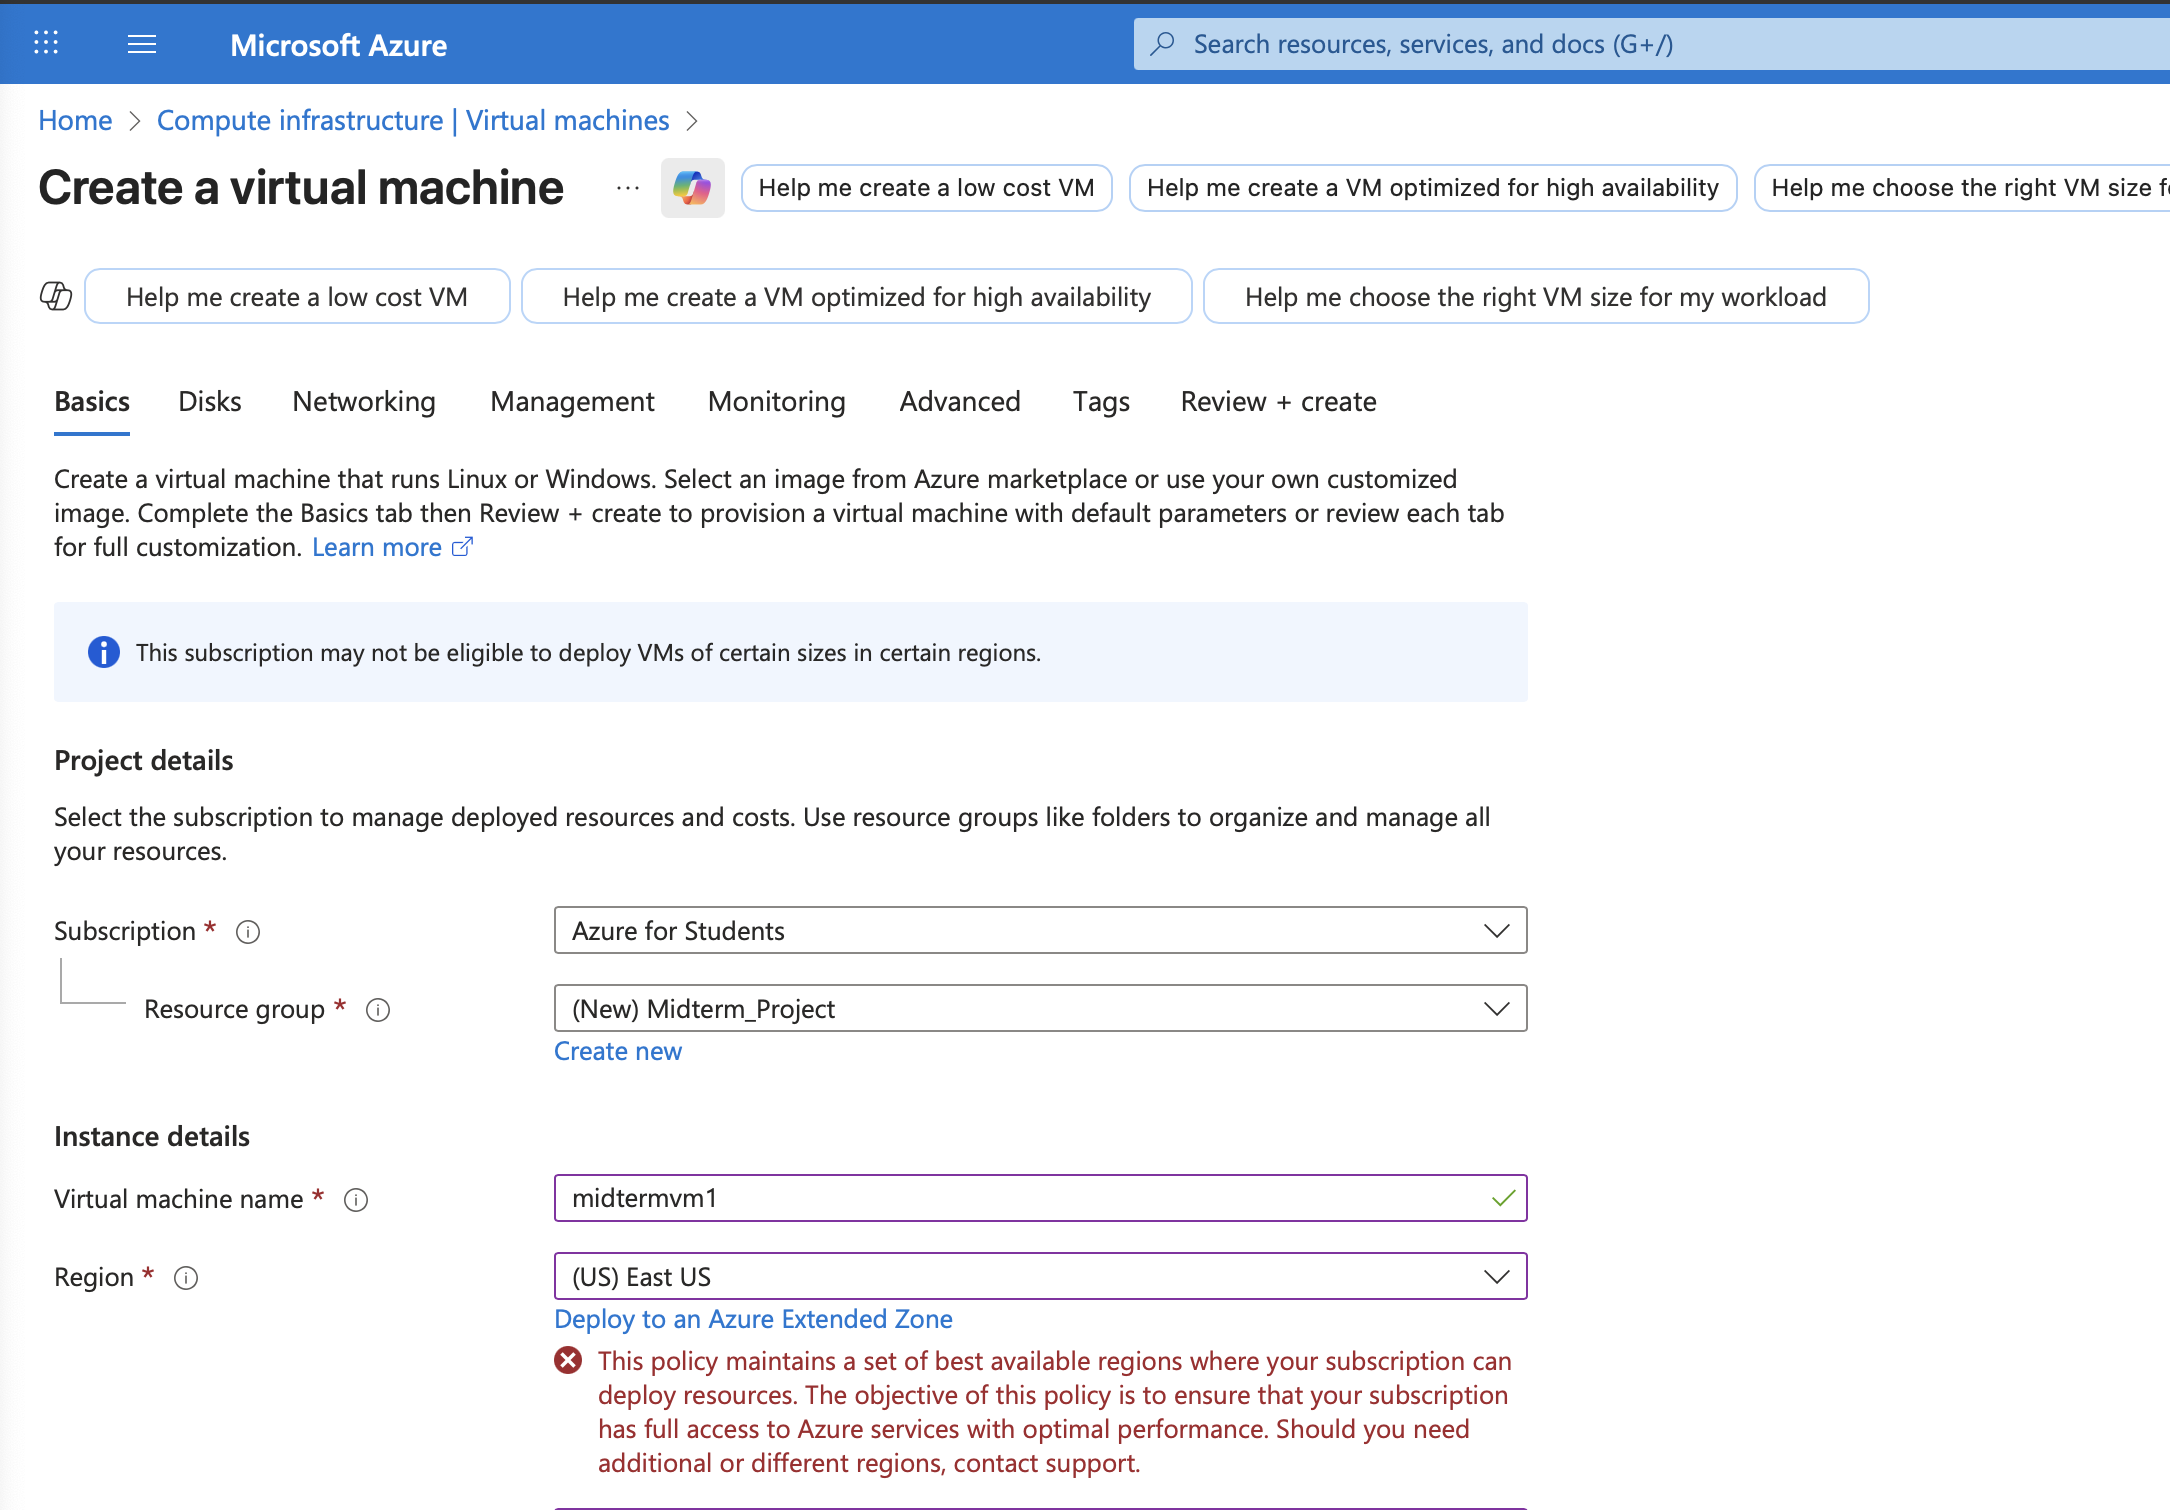 Microsoft Azure
Search resources, services, and docs (G+/)
Home > Compute infrastructure | Virtual machines >
Create a virtual machine ...
Help me create a low cost VM
Help me create a VM optimized for high availability
Help me choose the right VM size
Help me create a low cost VM
Help me create a VM optimized for high availability
Help me choose the right VM size for my workload
Basics Disks Networking Management Monitoring Advanced Tags Review + create
Create a virtual machine that runs Linux or Windows. Select an image from Azure marketplace or use your own customized
image. Complete the Basics tab then Review + create to provision a virtual machine with default parameters or review each tab
for full customization. Learn more
This subscription may not be eligible to deploy VMs of certain sizes in certain regions.
Project details
Select the subscription to manage deployed resources and costs. Use resource groups like folders to organize and manage all
your resources.
Subscription *
Azure for Students
Resource group *
(New) Midterm_Project
Create new
Instance details
Virtual machine name *
midtermvm1
Region *
(US) East US
Deploy to an Azure Extended Zone
This policy maintains a set of best available regions where your subscription can
deploy resources. The objective of this policy is to ensure that your subscription
has full access to Azure services with optimal performance. Should you need
additional or different regions, contact support.